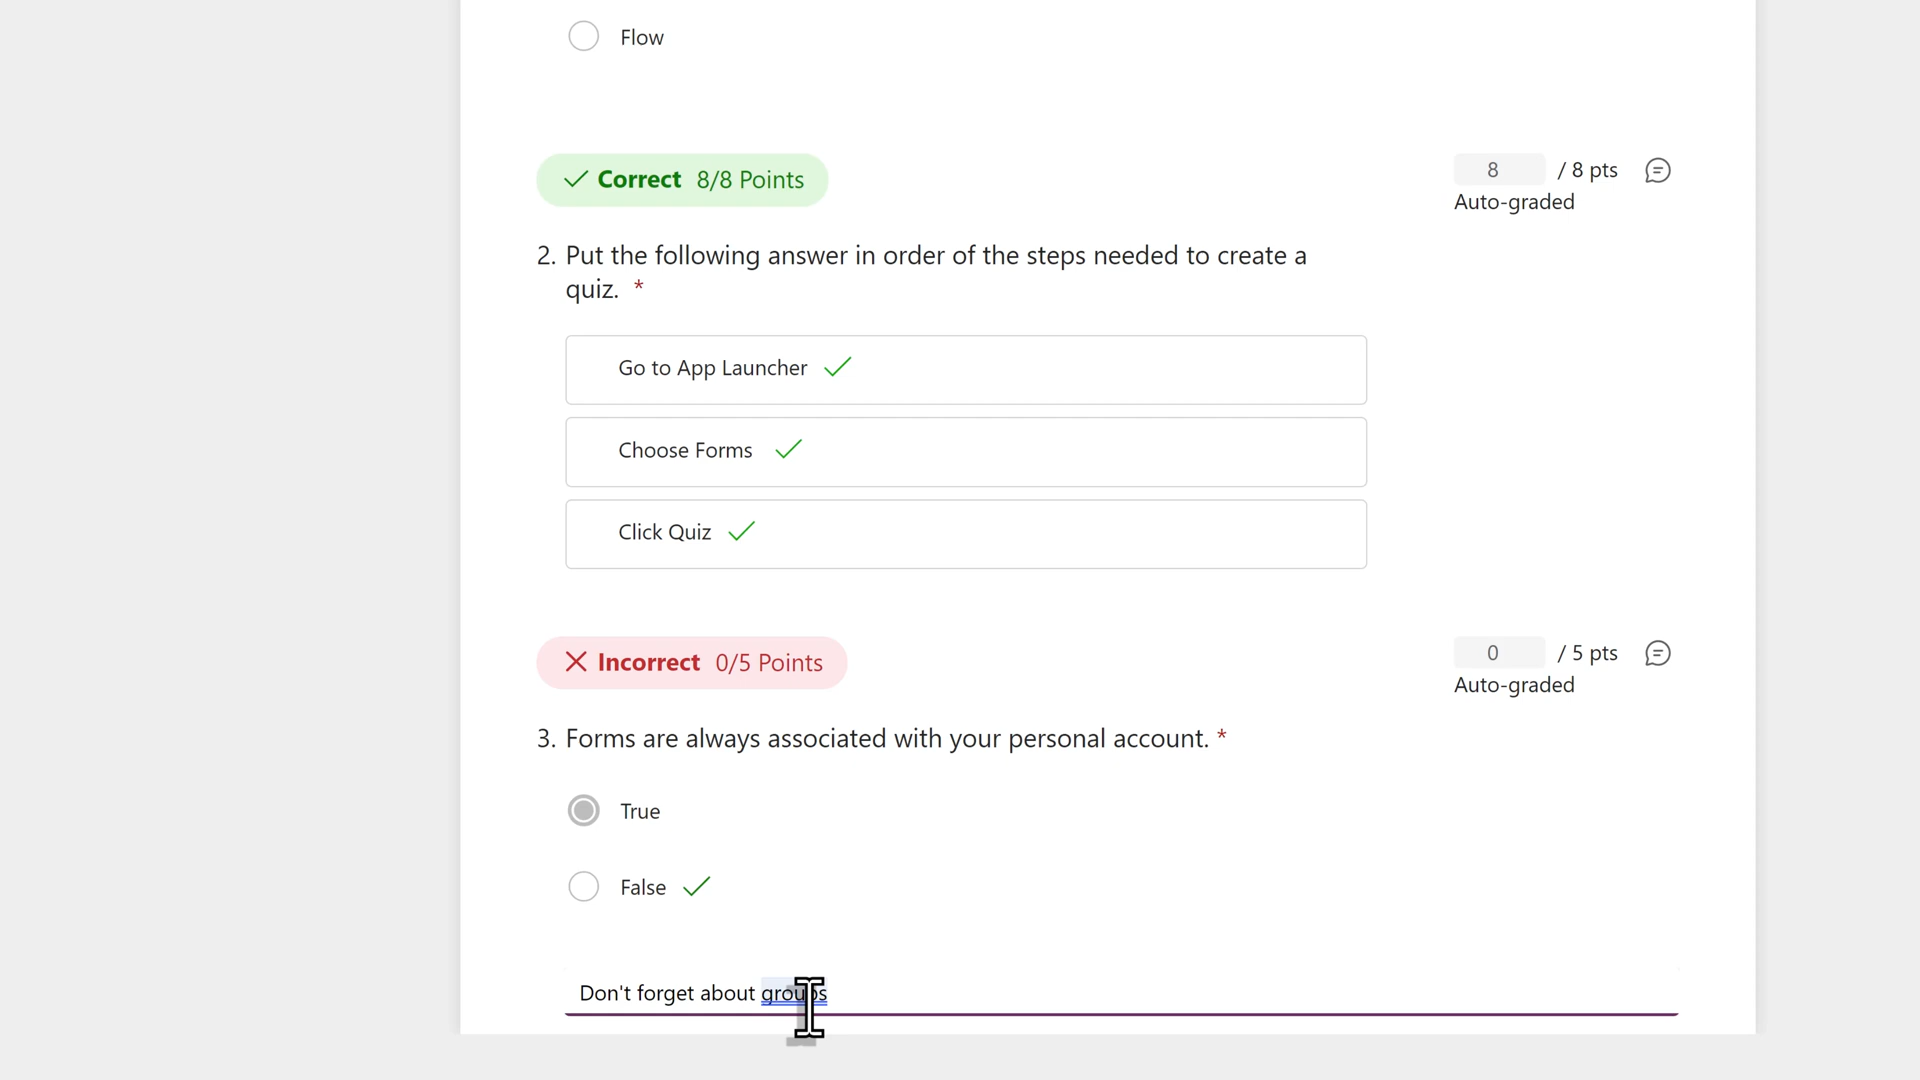 Flow
Correct 8/8 Points
8 / 8 pts
Auto-graded
2. Put the following answer in order of the steps needed to create a
quiz. *
Go to App Launcher
Choose Forms
Click Quiz
Incorrect 0/5 Points
0 / 5 pts
Auto-graded
3. Forms are always associated with your personal account. *
True
False
Don't forget about groups